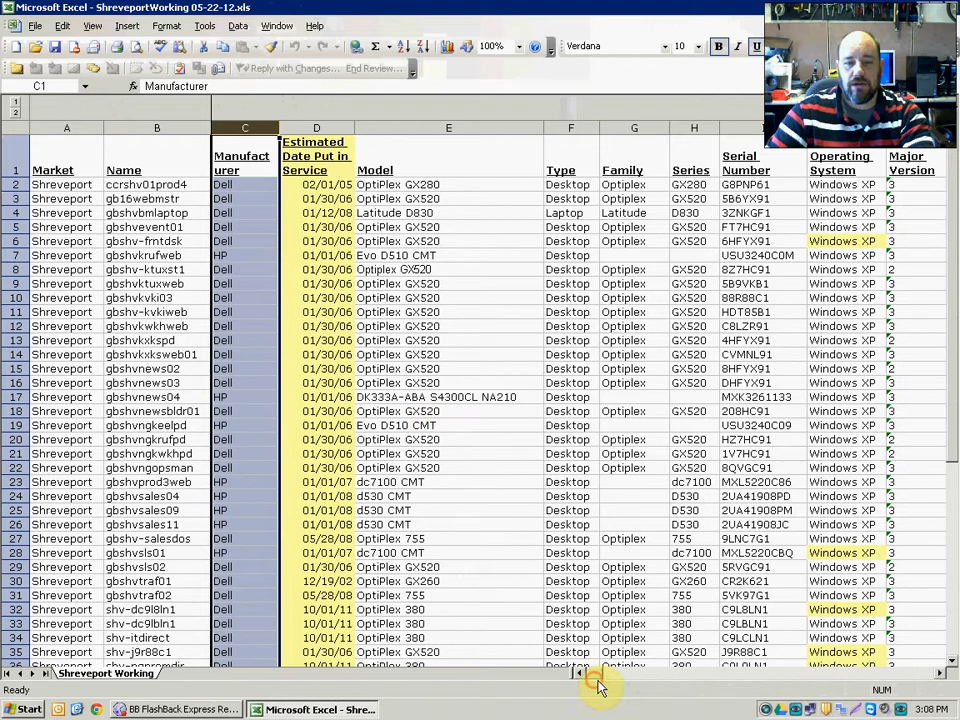 Microsoft Excel - ShreveportWorking 05-22-12.xls
File Edit View Insert Format Tools Data Window Help
100% Verdana 10 B I U
Reply with Changes... End Review...
C1 fx Manufacturer
1
2
A B C D E F G H
1 Market Name Manufact urer Estimated Date Put in Service Model Type Family Series Serial Number Operating System Major Version
2 Shreveport ccrshv01prod4 Dell 02/01/05 OptiPlex GX280 Desktop Optiplex GX280 G8PNP61 Windows XP 3
3 Shreveport gb16webmstr Dell 01/30/06 OptiPlex GX520 Desktop Optiplex GX520 5B6YX91 Windows XP 3
4 Shreveport gbshvbmlaptop Dell 01/12/08 Latitude D830 Laptop Latitude D830 3ZNKGF1 Windows XP 3
5 Shreveport gbshvevent01 Dell 01/30/06 OptiPlex GX520 Desktop Optiplex GX520 FT7HC91 Windows XP 3
6 Shreveport gbshv-frntdsk Dell 01/30/06 OptiPlex GX520 Desktop Optiplex GX520 6HFYX91 Windows XP 3
7 Shreveport gbshvkrufweb HP 01/01/06 Evo D510 CMT Desktop USU3240C0M Windows XP 3
8 Shreveport gbshv-ktuxst1 Dell 01/30/06 Optiplex GX520 Desktop Optiplex GX520 8Z7HC91 Windows XP 2
9 Shreveport gbshvktuxweb Dell 01/30/06 OptiPlex GX520 Desktop Optiplex GX520 5B9VKB1 Windows XP 3
10 Shreveport gbshvkvki03 Dell 01/30/06 OptiPlex GX520 Desktop Optiplex GX520 88R88C1 Windows XP 3
11 Shreveport gbshv-kvkiweb Dell 01/30/06 OptiPlex GX520 Desktop Optiplex GX520 HDT85B1 Windows XP 3
12 Shreveport gbshvkwkhweb Dell 01/30/06 OptiPlex GX520 Desktop Optiplex GX520 C8LZR91 Windows XP 3
13 Shreveport gbshvkxkspd Dell 01/30/06 OptiPlex GX520 Desktop Optiplex GX520 4HFYX91 Windows XP 2
14 Shreveport gbshvkxksweb01 Dell 01/30/06 OptiPlex GX520 Desktop Optiplex GX520 CVMNL91 Windows XP 3
15 Shreveport gbshvnews02 Dell 01/30/06 OptiPlex GX520 Desktop Optiplex GX520 8HFYX91 Windows XP 2
16 Shreveport gbshvnews03 Dell 01/30/06 OptiPlex GX520 Desktop Optiplex GX520 DHFYX91 Windows XP 3
17 Shreveport gbshvnews04 HP 01/01/06 DK333A-ABA S4300CL NA210 Desktop MXK3261133 Windows XP 3
18 Shreveport gbshvnewsbldr01 Dell 01/30/06 OptiPlex GX520 Desktop Optiplex GX520 208HC91 Windows XP 3
19 Shreveport gbshvngkeelpd HP 01/01/06 Evo D510 CMT Desktop USU3240C09 Windows XP 3
20 Shreveport gbshvngkrufpd Dell 01/30/06 OptiPlex GX520 Desktop Optiplex GX520 HZ7HC91 Windows XP 2
21 Shreveport gbshvngkwkhpd Dell 01/30/06 OptiPlex GX520 Desktop Optiplex GX520 1V7HC91 Windows XP 2
22 Shreveport gbshvngopsman Dell 01/30/06 OptiPlex GX520 Desktop Optiplex GX520 8QVGC91 Windows XP 3
23 Shreveport gbshvprod3web HP 01/01/07 dc7100 CMT Desktop dc7100 MXL5220C86 Windows XP 3
24 Shreveport gbshvsales04 HP 01/01/08 d530 CMT Desktop D530 2UA41908PD Windows XP 3
25 Shreveport gbshvsales09 HP 01/01/08 d530 CMT Desktop D530 2UA41908PM Windows XP 3
26 Shreveport gbshvsales11 HP 01/01/08 d530 CMT Desktop D530 2UA41908JC Windows XP 3
27 Shreveport gbshv-salesdos Dell 05/28/08 OptiPlex 755 Desktop Optiplex 755 9LNC7G1 Windows XP 3
28 Shreveport gbshvsls01 HP 01/01/07 dc7100 CMT Desktop dc7100 MXL5220CBQ Windows XP 3
29 Shreveport gbshvsls02 Dell 01/30/06 OptiPlex GX520 Desktop Optiplex GX520 5RVGC91 Windows XP 2
30 Shreveport gbshvtraf01 Dell 12/19/02 OptiPlex GX260 Desktop Optiplex GX260 CR2K621 Windows XP 3
31 Shreveport gbshvtraf02 Dell 05/28/08 OptiPlex 755 Desktop Optiplex 755 5VK97G1 Windows XP 3
32 Shreveport shv-dc9l8ln1 Dell 10/01/11 OptiPlex 380 Desktop Optiplex 380 C9L8LN1 Windows XP 3
33 Shreveport shv-dc9lbln1 Dell 10/01/11 OptiPlex 380 Desktop Optiplex 380 C9LBLN1 Windows XP 3
34 Shreveport shv-itdirect Dell 10/01/11 OptiPlex 380 Desktop Optiplex 380 C9LCLN1 Windows XP 3
35 Shreveport shv-j9r88c1 Dell 01/30/06 OptiPlex GX520 Desktop Optiplex GX520 J9R88C1 Windows XP 3
Shreveport Working
Ready NUM
Start BB FlashBack Express Re... Microsoft Excel - Shre... 3:08 PM